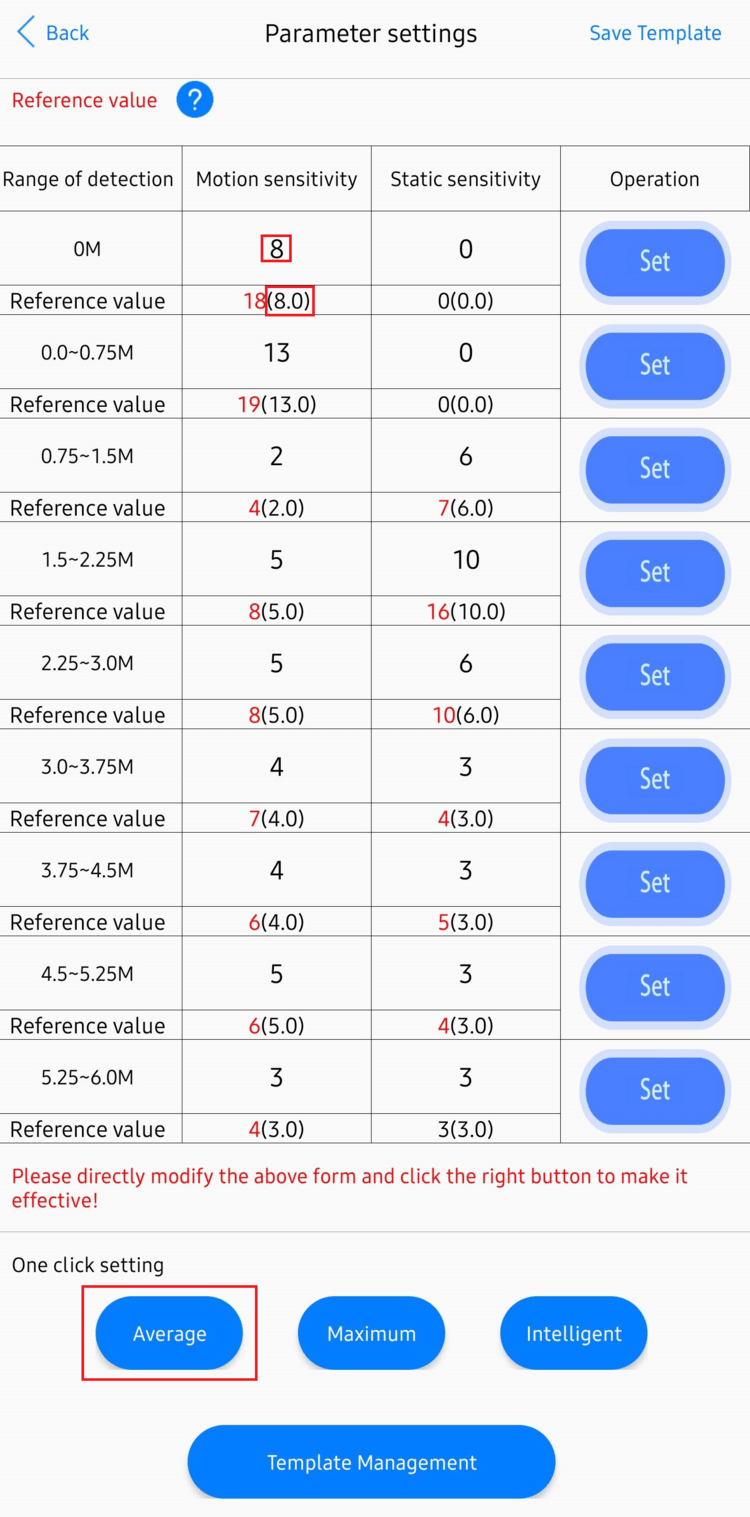 Back Parameter settings Save Template
Reference value ?
Range of detection Motion sensitivity Static sensitivity Operation
0M 8 0 Set
Reference value 18(8.0) 0(0.0)
0.0~0.75M 13 0 Set
Reference value 19(13.0) 0(0.0)
0.75~1.5M 2 6 Set
Reference value 4(2.0) 7(6.0)
1.5~2.25M 5 10 Set
Reference value 8(5.0) 16(10.0)
2.25~3.0M 5 6 Set
Reference value 8(5.0) 10(6.0)
3.0~3.75M 4 3 Set
Reference value 7(4.0) 4(3.0)
3.75~4.5M 4 3 Set
Reference value 6(4.0) 5(3.0)
4.5~5.25M 5 3 Set
Reference value 6(5.0) 4(3.0)
5.25~6.0M 3 3 Set
Reference value 4(3.0) 3(3.0)
Please directly modify the above form and click the right button to make it
effective!
One click setting
Average Maximum Intelligent
Template Management